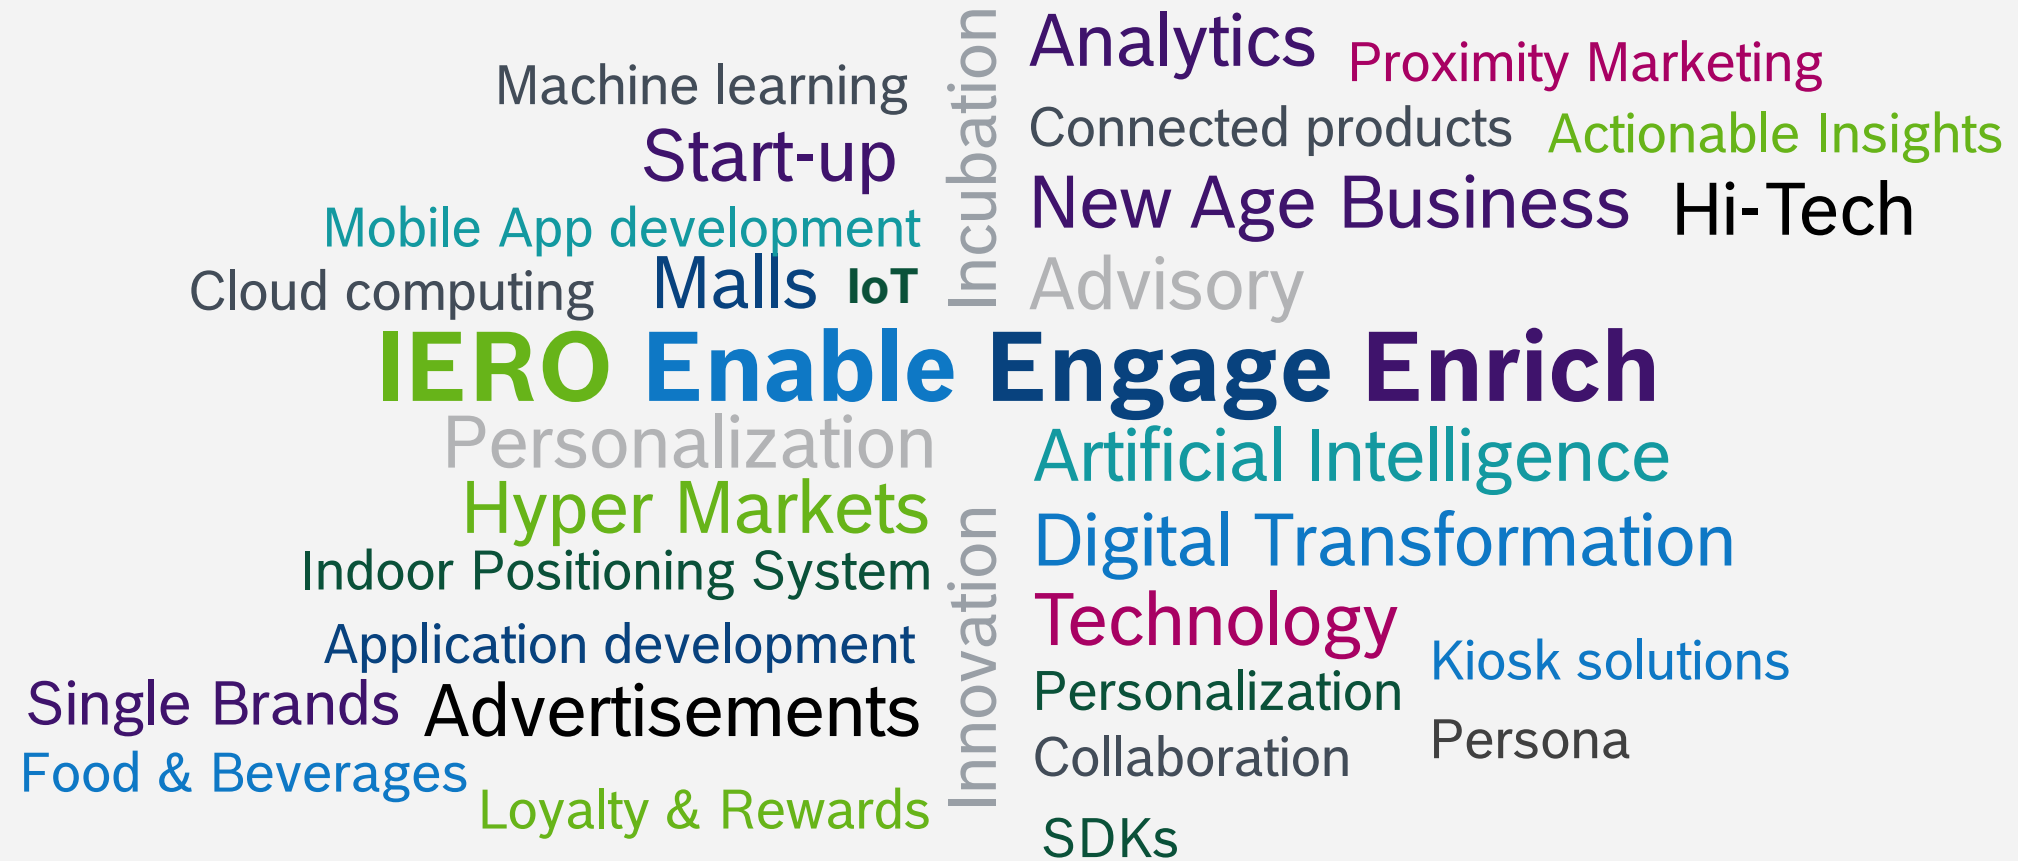 Analytics
Proximity Marketing
Machine learning
Incubation
Connected products
Actionable Insights
Start-up
New Age Business
Hi-Tech
Mobile App development
Cloud computing
Malls
IoT
Advisory
IERO Enable Engage Enrich
Personalization
Artificial Intelligence
Hyper Markets
Digital Transformation
Indoor Positioning System
Innovation
Technology
Application development
Kiosk solutions
Single Brands
Advertisements
Personalization
Persona
Food & Beverages
Collaboration
Loyalty & Rewards
SDKs